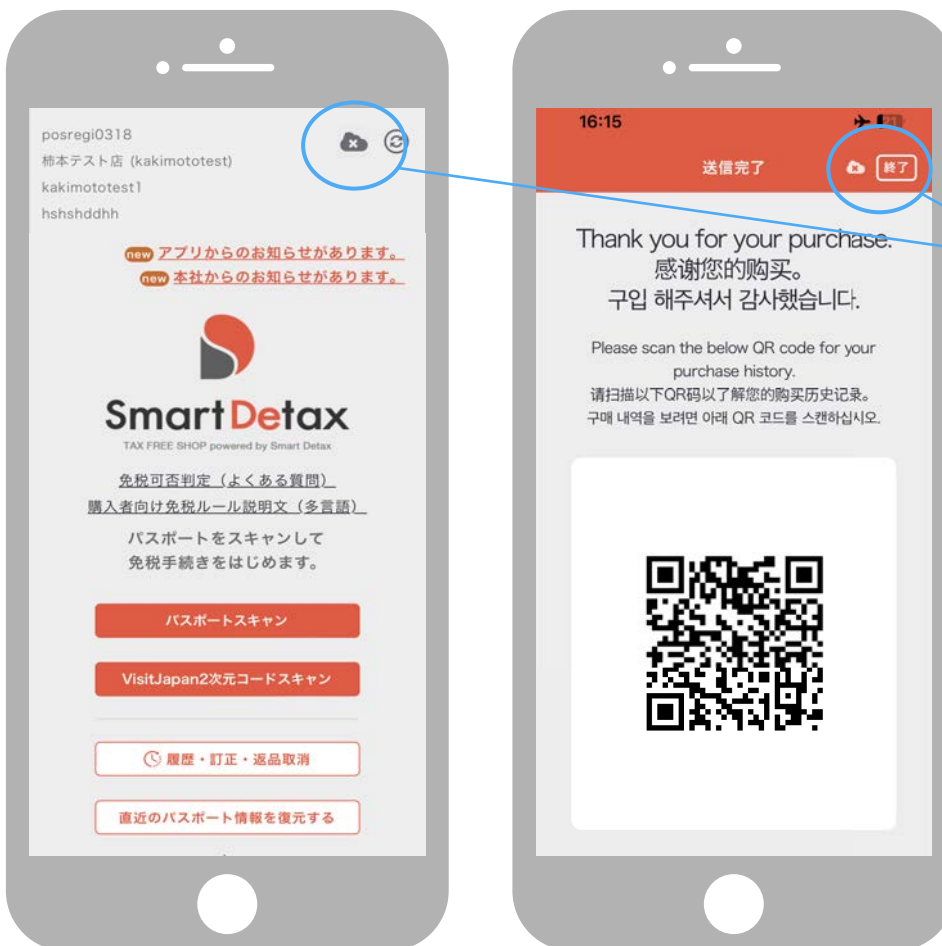 posregi0318
柿本テスト店 (kakimototest)
kakimototest1
hshshddhh
new アプリからのお知らせがあります。
new 本社からのお知らせがあります。
SmartDetax
TAX FREE SHOP powered by Smart Detax
免税可否判定（よくある質問）
購入者向け免税ルール説明文（多言語）
パスポートをスキャンして
免税手続きをはじめます。
パスポートスキャン
VisitJapan2次元コードスキャン
履歴・訂正・返品取消
直近のパスポート情報を復元する
16:15
21
送信完了
終了
Thank you for your purchase.
感谢您的购买。
구입 해주셔서 감사했습니다.
Please scan the below QR code for your
purchase history.
请扫描以下QR码以了解您的购买历史记录。
구매 내역을 보려면 아래 QR 코드를 스캔하십시오.